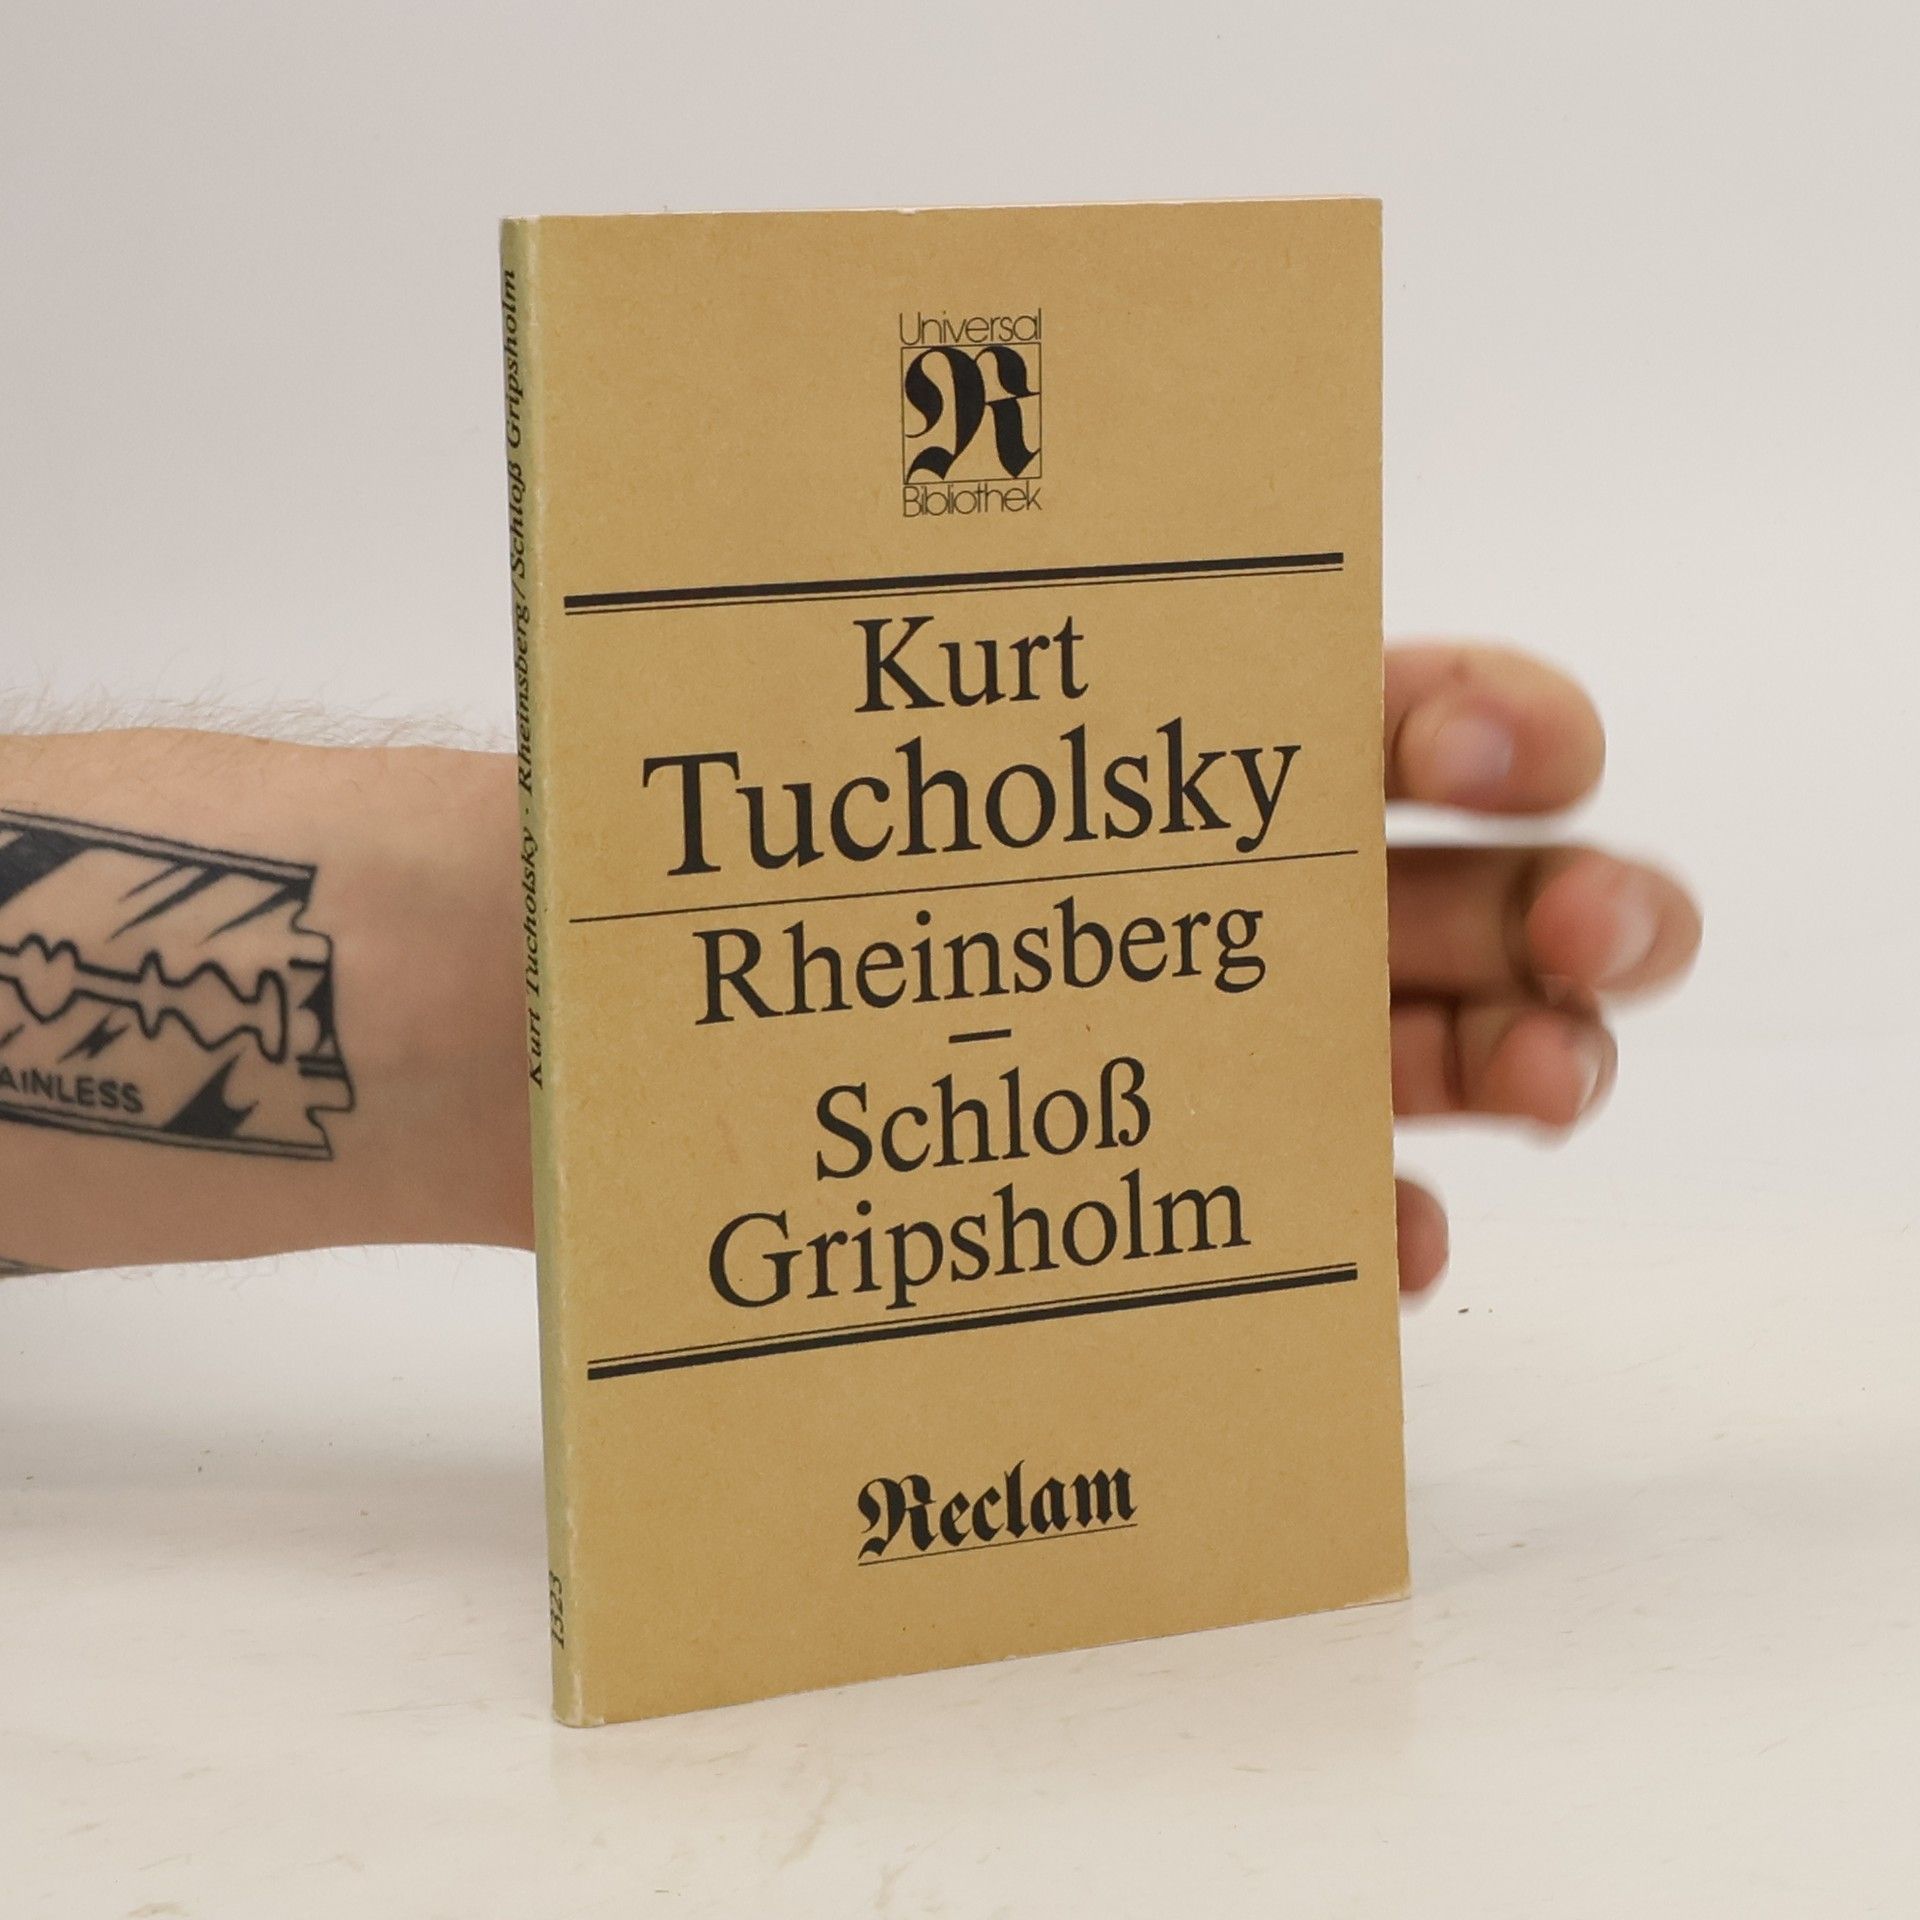 Universal
R
Bibliothek
Kurt
Tucholsky
Rheinsberg
–
Schloß
Gripsholm
Reclam
Kurt Tucholsky · Rheinsberg / Schloß Gripsholm
1323
AINLESS